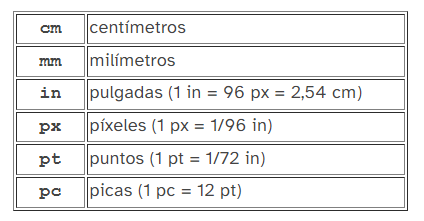 cm centímetros
mm milímetros
in pulgadas (1 in = 96 px = 2,54 cm)
px píxeles (1 px = 1/96 in)
pt puntos (1 pt = 1/72 in)
pc picas (1 pc = 12 pt)